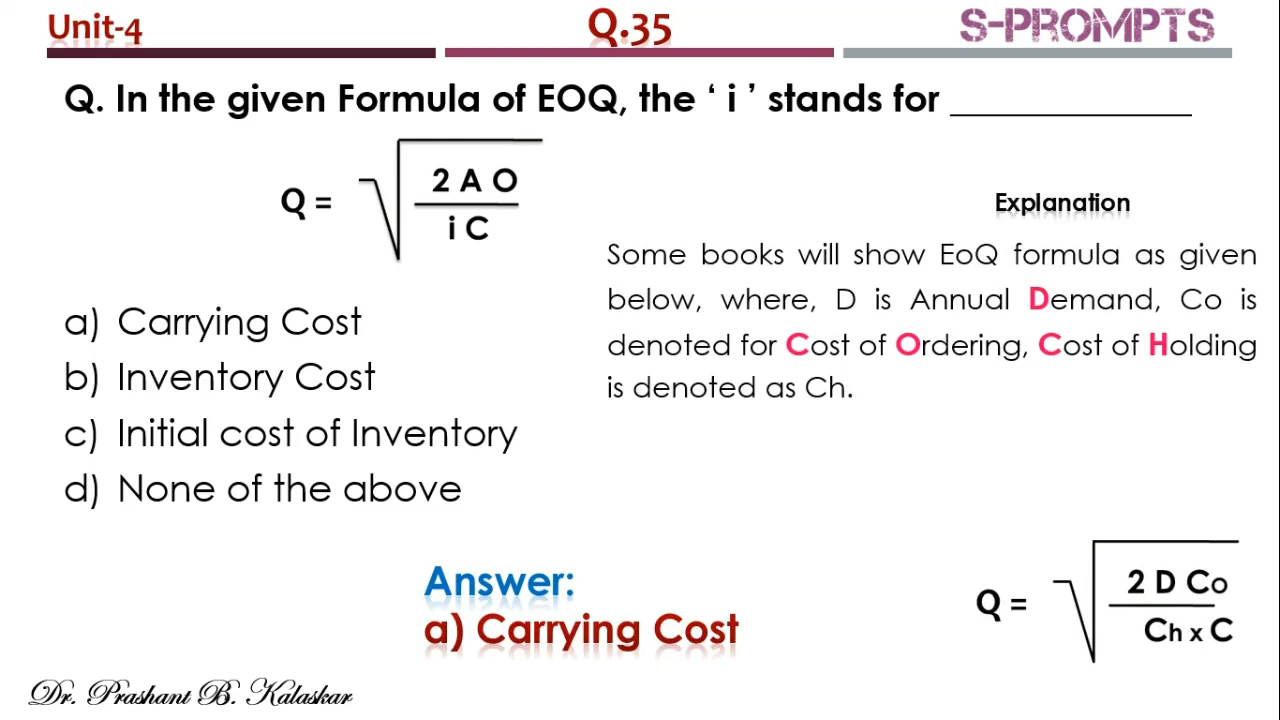 Unit-4
Q.35
S-PROMPTS
Q. In the given Formula of EOQ, the ‘ i ’ stands for ____________
Q = √ 2 A O
i C
a) Carrying Cost
b) Inventory Cost
c) Initial cost of Inventory
d) None of the above
Explanation
Some books will show EoQ formula as given
below, where, D is Annual Demand, Co is
denoted for Cost of Ordering, Cost of Holding
is denoted as Ch.
Answer:
a) Carrying Cost
Q = √ 2 D Co
Ch x C
Dr. Prashant B. Kalaskar